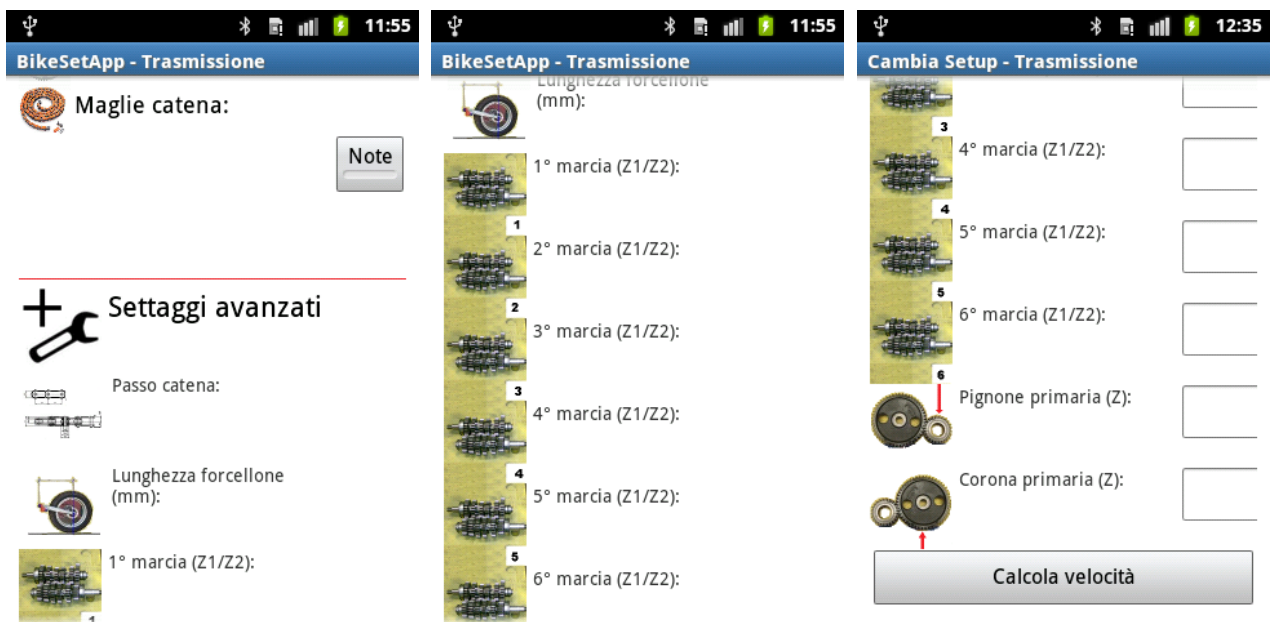 11:55
BikeSetApp - Trasmissione
Maglie catena:
Note
Settaggi avanzati
Passo catena:
Lunghezza forcellone
(mm):
1° marcia (Z1/Z2):
1
11:55
BikeSetApp - Trasmissione
Lunghezza forcellone
(mm):
1° marcia (Z1/Z2):
1
2° marcia (Z1/Z2):
2
3° marcia (Z1/Z2):
3
4° marcia (Z1/Z2):
4
5° marcia (Z1/Z2):
5
6° marcia (Z1/Z2):
12:35
Cambia Setup - Trasmissione
3
4° marcia (Z1/Z2):
4
5° marcia (Z1/Z2):
5
6° marcia (Z1/Z2):
6
Pignone primaria (Z):
Corona primaria (Z):
Calcola velocità